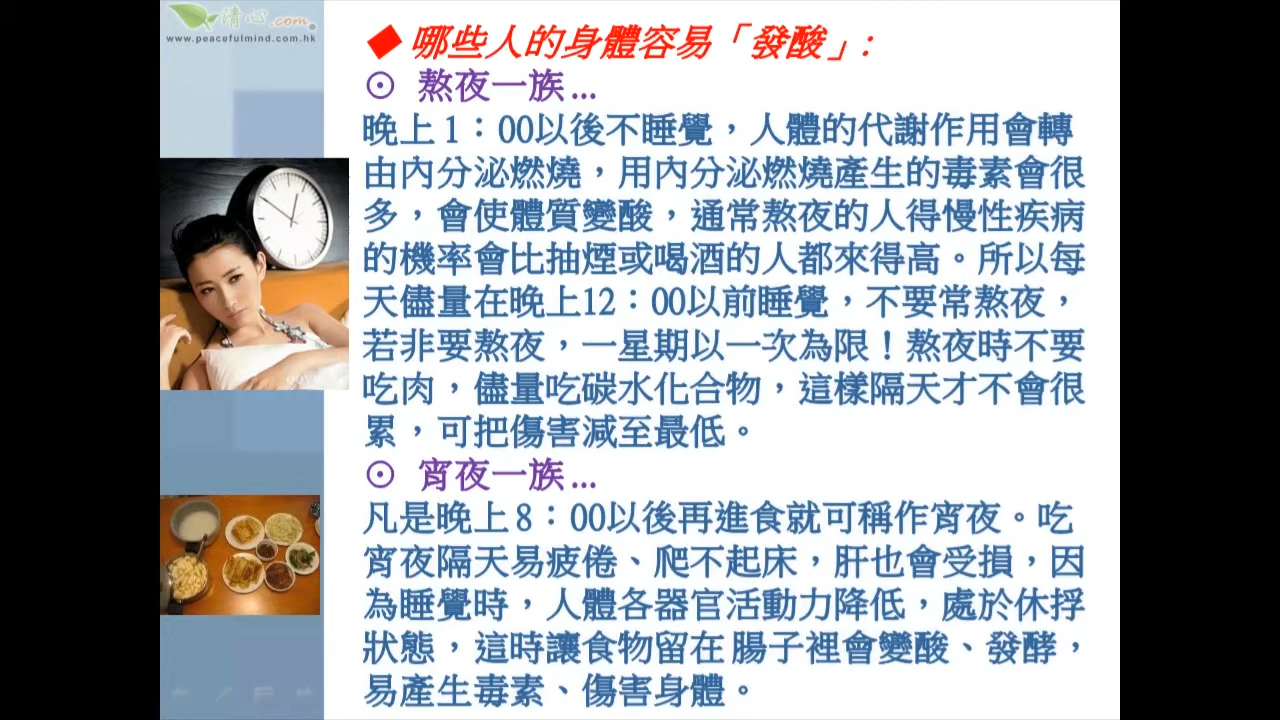 清心.com
www.peacefulmind.com.hk
◆ 哪些人的身體容易「發酸」:
⊙ 熬夜一族...
晚上1：00以後不睡覺，人體的代謝作用會轉
由內分泌燃燒，用內分泌燃燒產生的毒素會很
多，會使體質變酸，通常熬夜的人得慢性疾病
的機率會比抽煙或喝酒的人都來得高。所以每
天儘量在晚上12：00以前睡覺，不要常熬夜，
若非要熬夜，一星期以一次為限！熬夜時不要
吃肉，儘量吃碳水化合物，這樣隔天才不會很
累，可把傷害減至最低。
⊙ 宵夜一族...
凡是晚上8：00以後再進食就可稱作宵夜。吃
宵夜隔天易疲倦、爬不起床，肝也會受損，因
為睡覺時，人體各器官活動力降低，處於休㨊
狀態，這時讓食物留在腸子裡會變酸、發酵，
易產生毒素、傷害身體。